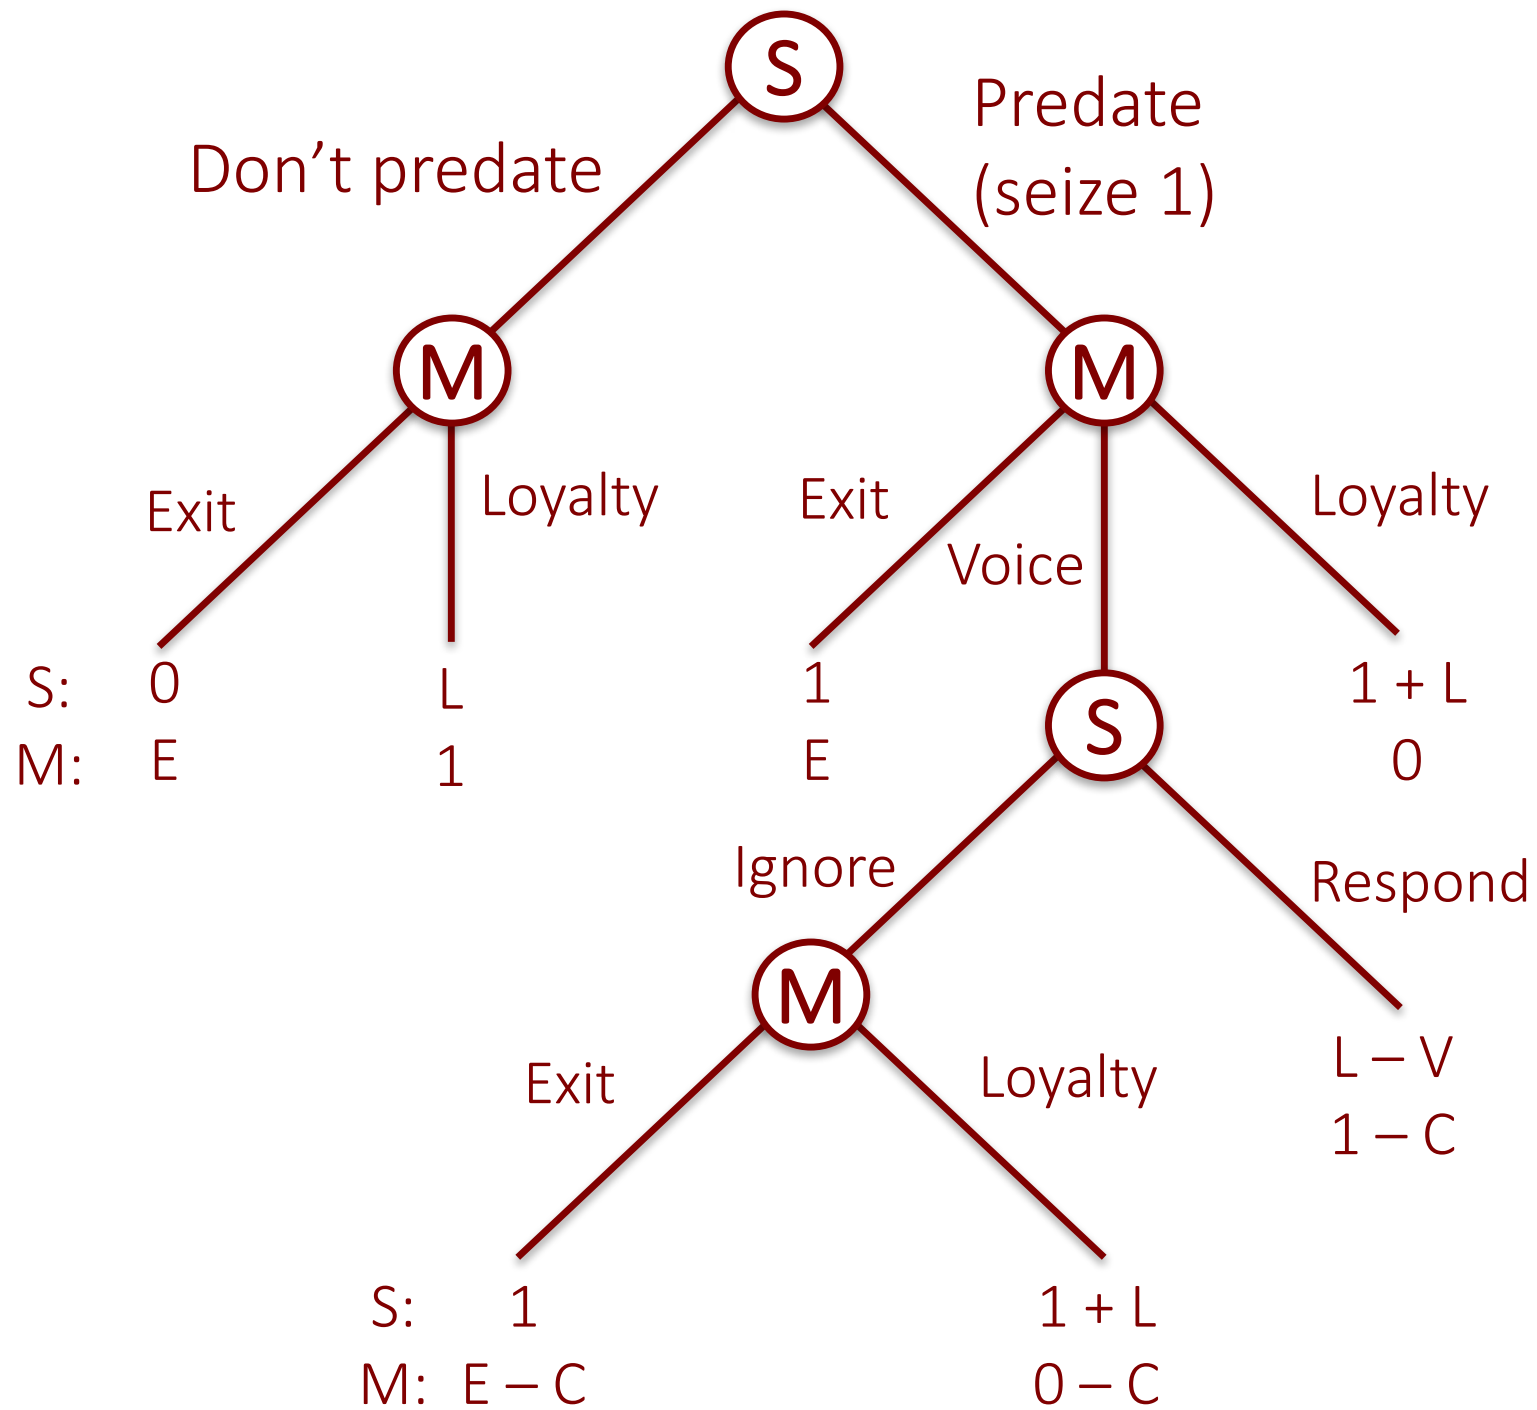 S
Predate
(seize 1)
Don’t predate
M
M
Exit
Loyalty
Exit
Voice
Loyalty
S: 0 L 1 1 + L
M: E 1 E 0
S
Ignore
Respond
M
L – V
1 – C
Exit
Loyalty
S: 1 1 + L
M: E – C 0 – C